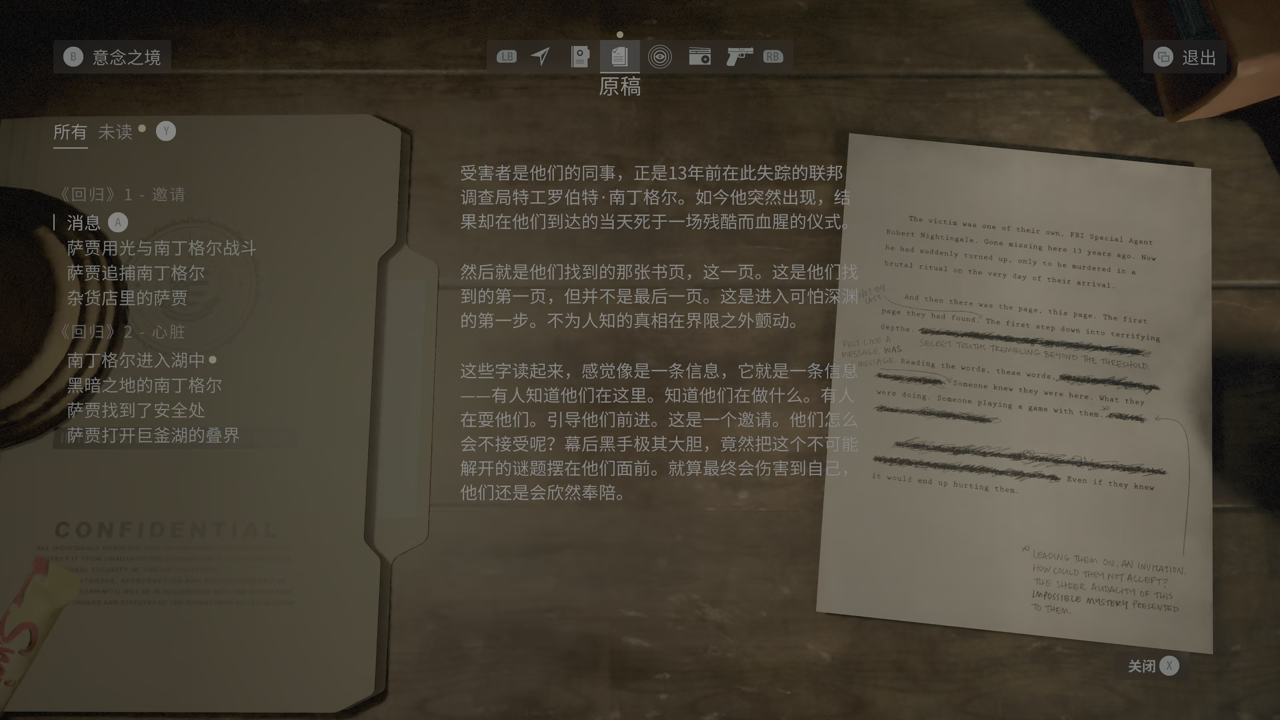 B 意念之境
LB
RB
退出
原稿
所有 未读 Y
《回归》1 - 邀请
消息 A
萨贾用光与南丁格尔战斗
萨贾追捕南丁格尔
杂货店里的萨贾
《回归》2 - 心脏
南丁格尔进入湖中
黑暗之地的南丁格尔
萨贾找到了安全处
萨贾打开巨釜湖的叠界
CONFIDENTIAL
受害者是他们的同事，正是13年前在此失踪的联邦
调查局特工罗伯特·南丁格尔。如今他突然出现，结
果却在他们到达的当天死于一场残酷而血腥的仪式。
然后就是他们找到的那张书页，这一页。这是他们找
到的第一页，但并不是最后一页。这是进入可怕深渊
的第一步。不为人知的真相在界限之外颤动。
这些字读起来，感觉像是一条信息，它就是一条信息
——有人知道他们在这里。知道他们在做什么。有人
在耍他们。引导他们前进。这是一个邀请。他们怎么
会不接受呢？幕后黑手极其大胆，竟然把这个不可能
解开的谜题摆在他们面前。就算最终会伤害到自己，
他们还是会欣然奉陪。
The victim was one of their own, FBI Special Agent
Robert Nightingale. Gone missing here 13 years ago. Now
he had suddenly turned up, only to be murdered in a
brutal ritual on the very day of their arrival.
And then there was the page, this page. The first
page they had found. The first step down into terrifying
depths.
SELECT TRUTHS TREMBLING BEYOND THE THRESHOLD.
FELT LIKE A
MESSAGE WAS
MESSAGE.
Reading the words, these words,
Someone knew they were here. What they
were doing. Someone playing a game with them.
Even if they knew
it would end up hurting them.
LEADING THEM ON, AN INVITATION.
HOW COULD THEY NOT ACCEPT?
THE SHEER AUDACITY OF THIS
IMPOSSIBLE MYSTERY PRESENTED
TO THEM.
关闭 X